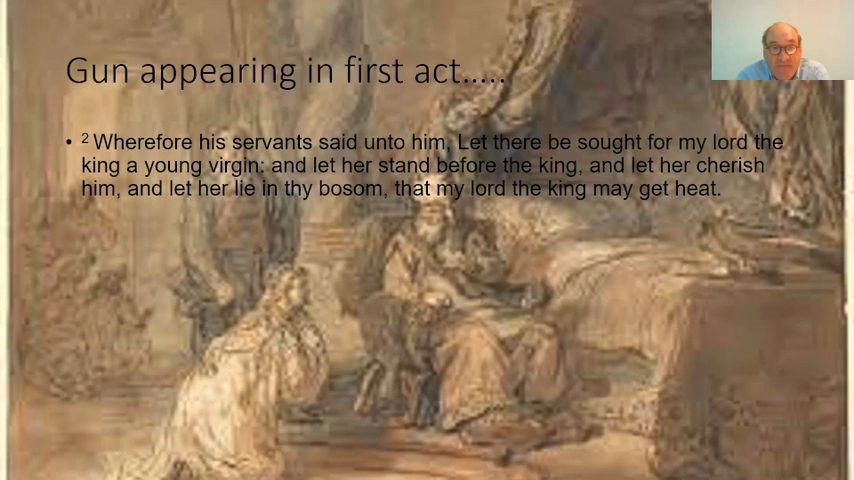 Gun appearing in first act.....
• 2 Wherefore his servants said unto him, Let there be sought for my lord the
king a young virgin: and let her stand before the king, and let her cherish
him, and let her lie in thy bosom, that my lord the king may get heat.